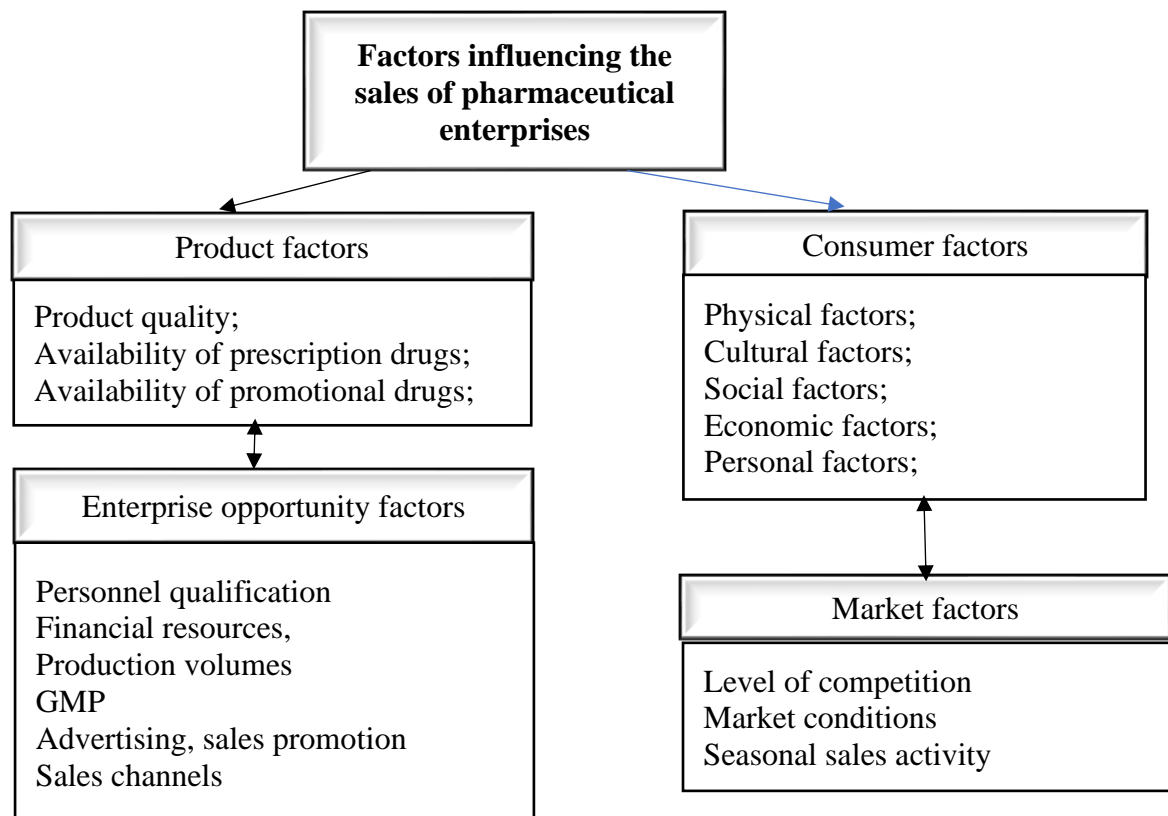 Factors influencing the
sales of pharmaceutical
enterprises
Product factors
Product quality;
Availability of prescription drugs;
Availability of promotional drugs;
Enterprise opportunity factors
Personnel qualification
Financial resources,
Production volumes
GMP
Advertising, sales promotion
Sales channels
Consumer factors
Physical factors;
Cultural factors;
Social factors;
Economic factors;
Personal factors;
Market factors
Level of competition
Market conditions
Seasonal sales activity